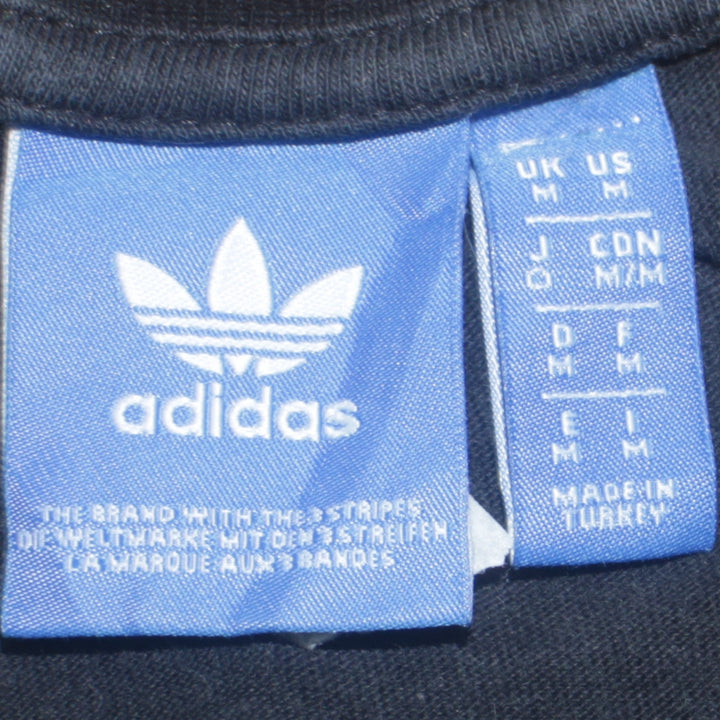 adidas
THE BRAND WITH THE 3 STRIPES
DIE WELTMARKE MIT DEN 3 STREIFEN
LA MARQUE AUX 3 BANDES
UK US
M M
J CDN
O M/M
D F
M M
E I
M M
MADE IN
TURKEY